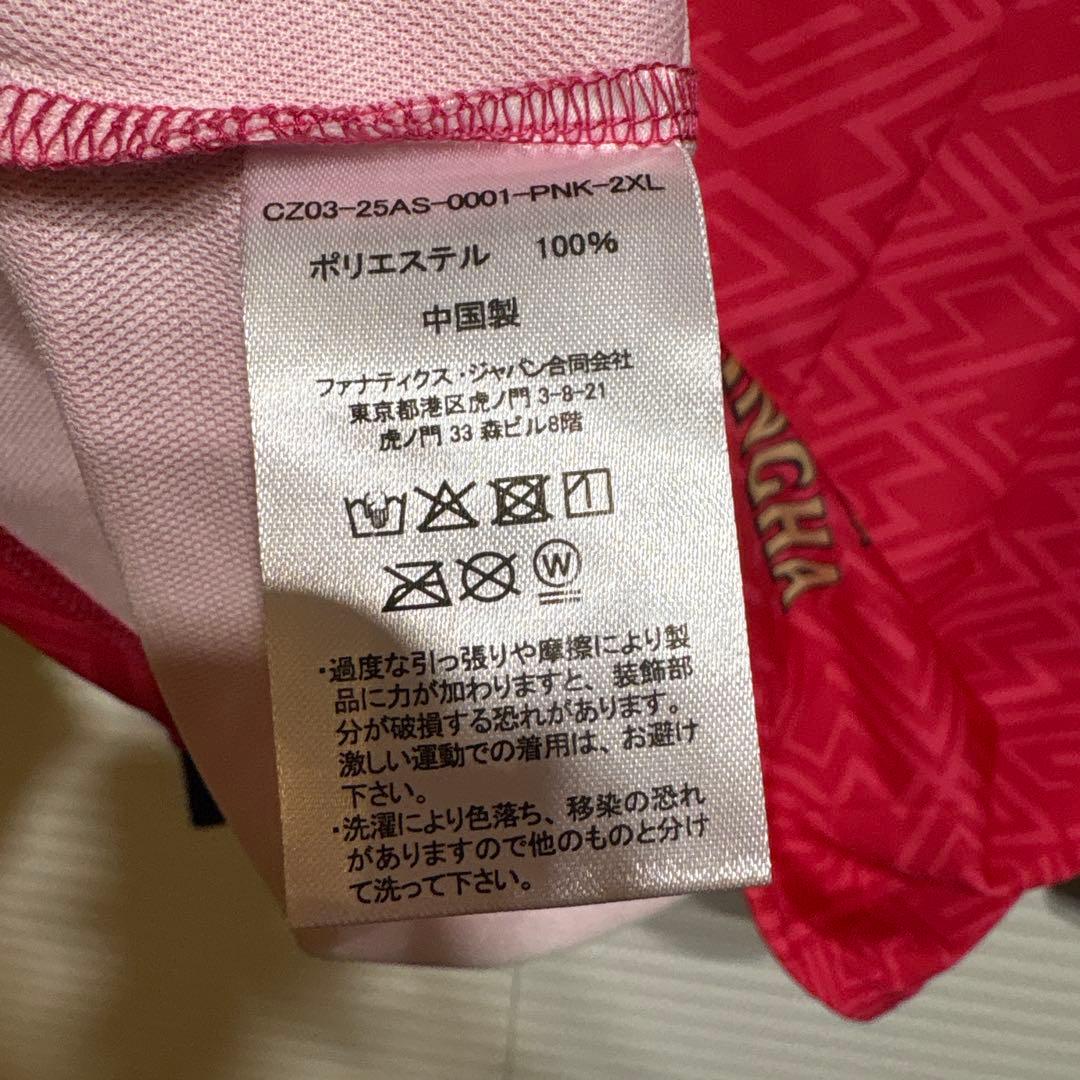 CZ03-25AS-0001-PNK-2XL
ポリエステル 100%
中国製
ファナティクス・ジャパン合同会社
東京都港区虎ノ門 3-8-21
虎ノ門 33 森ビル8階
W
・過度な引っ張りや摩擦により製
品に力が加わりますと、装飾部
分が破損する恐れがあります。
激しい運動での着用は、お避け
下さい。
・洗濯により色落ち、移染の恐れ
がありますので他のものと分け
て洗って下さい。
INGHA